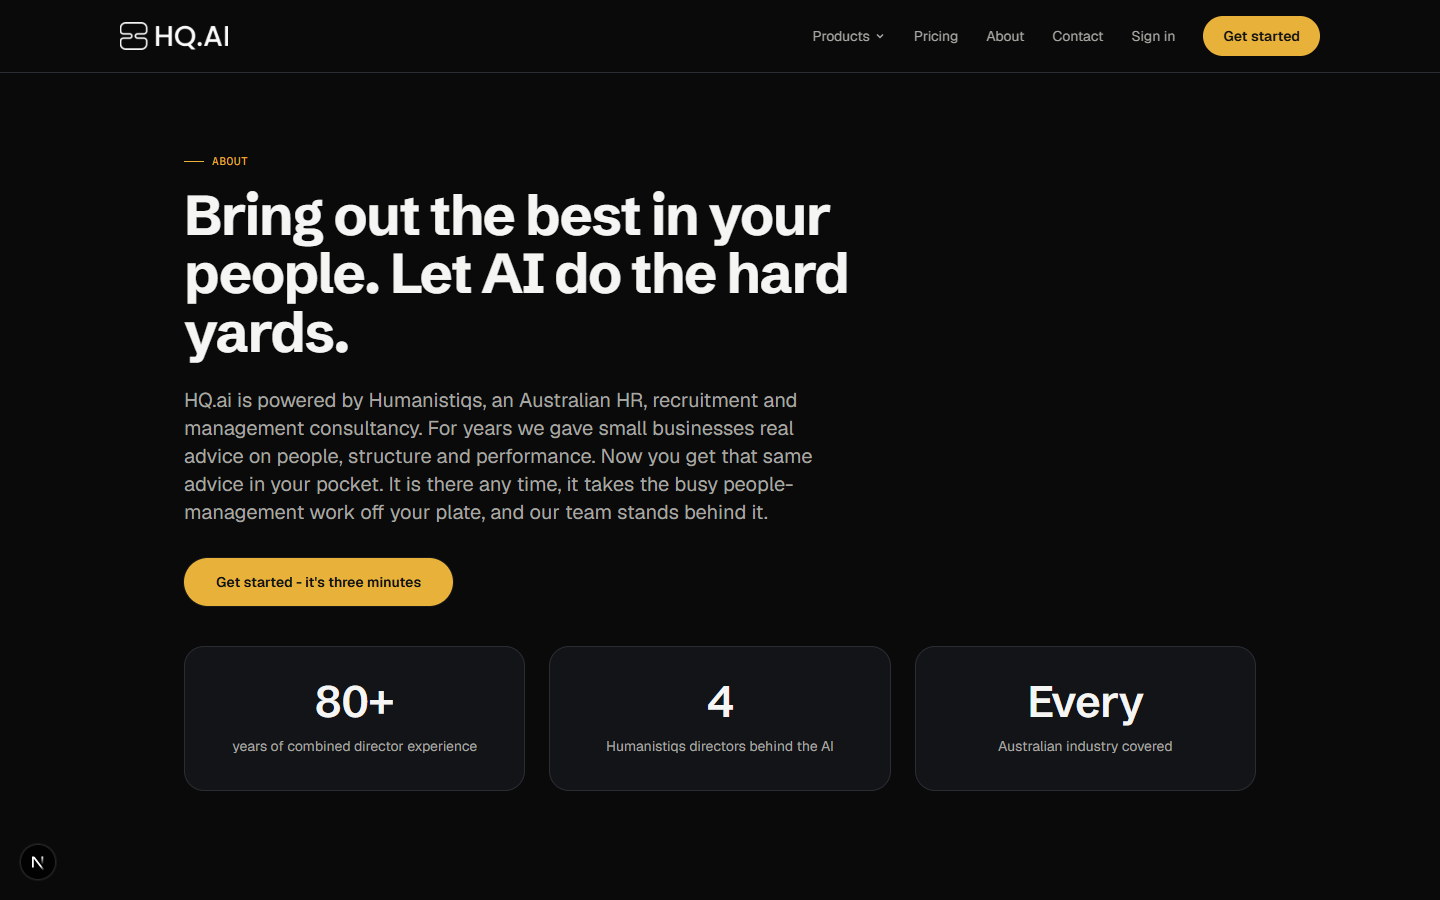 HQ.AI
Products
Pricing
About
Contact
Sign in
Get started
ABOUT
Bring out the best in your
people. Let AI do the hard
yards.
HQ.ai is powered by Humanistiqs, an Australian HR, recruitment and
management consultancy. For years we gave small businesses real
advice on people, structure and performance. Now you get that same
advice in your pocket. It is there any time, it takes the busy people-
management work off your plate, and our team stands behind it.
Get started - it's three minutes
80+
years of combined director experience
4
Humanistiqs directors behind the AI
Every
Australian industry covered
N